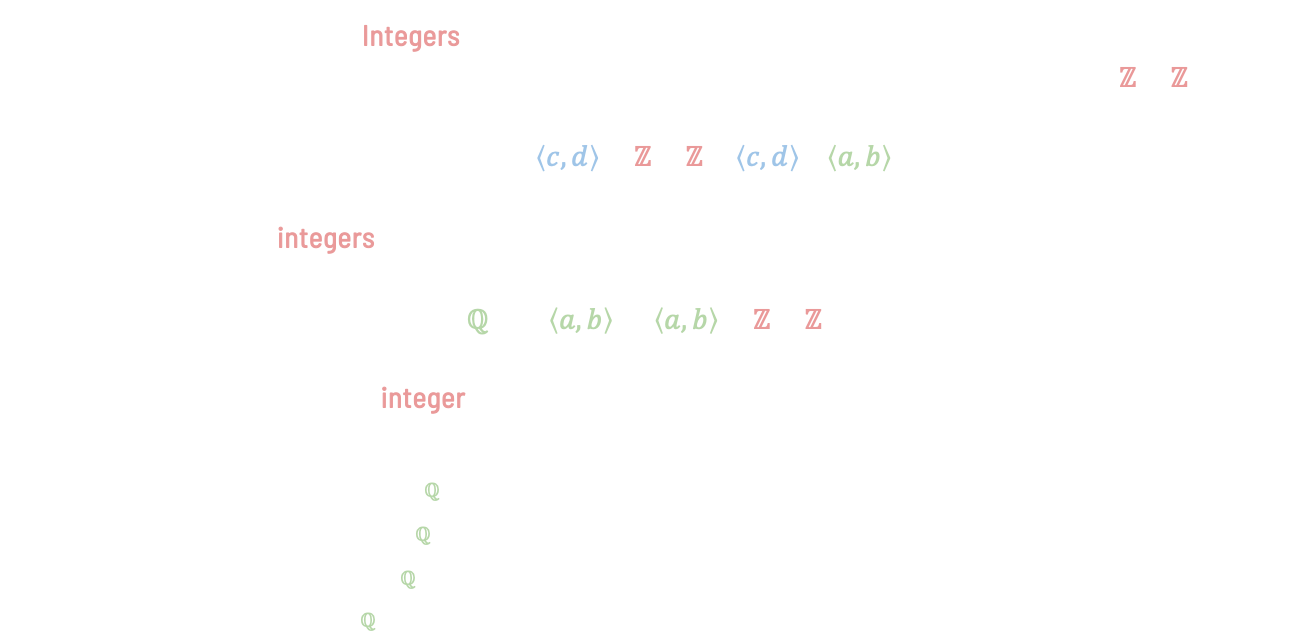 Integers
ℤ ℤ
⟨c, d⟩ ℤ ℤ ⟨c, d⟩ ⟨a, b⟩
integers
ℚ ⟨a, b⟩ ⟨a, b⟩ ℤ ℤ
integer
ℚ
ℚ
ℚ
ℚ